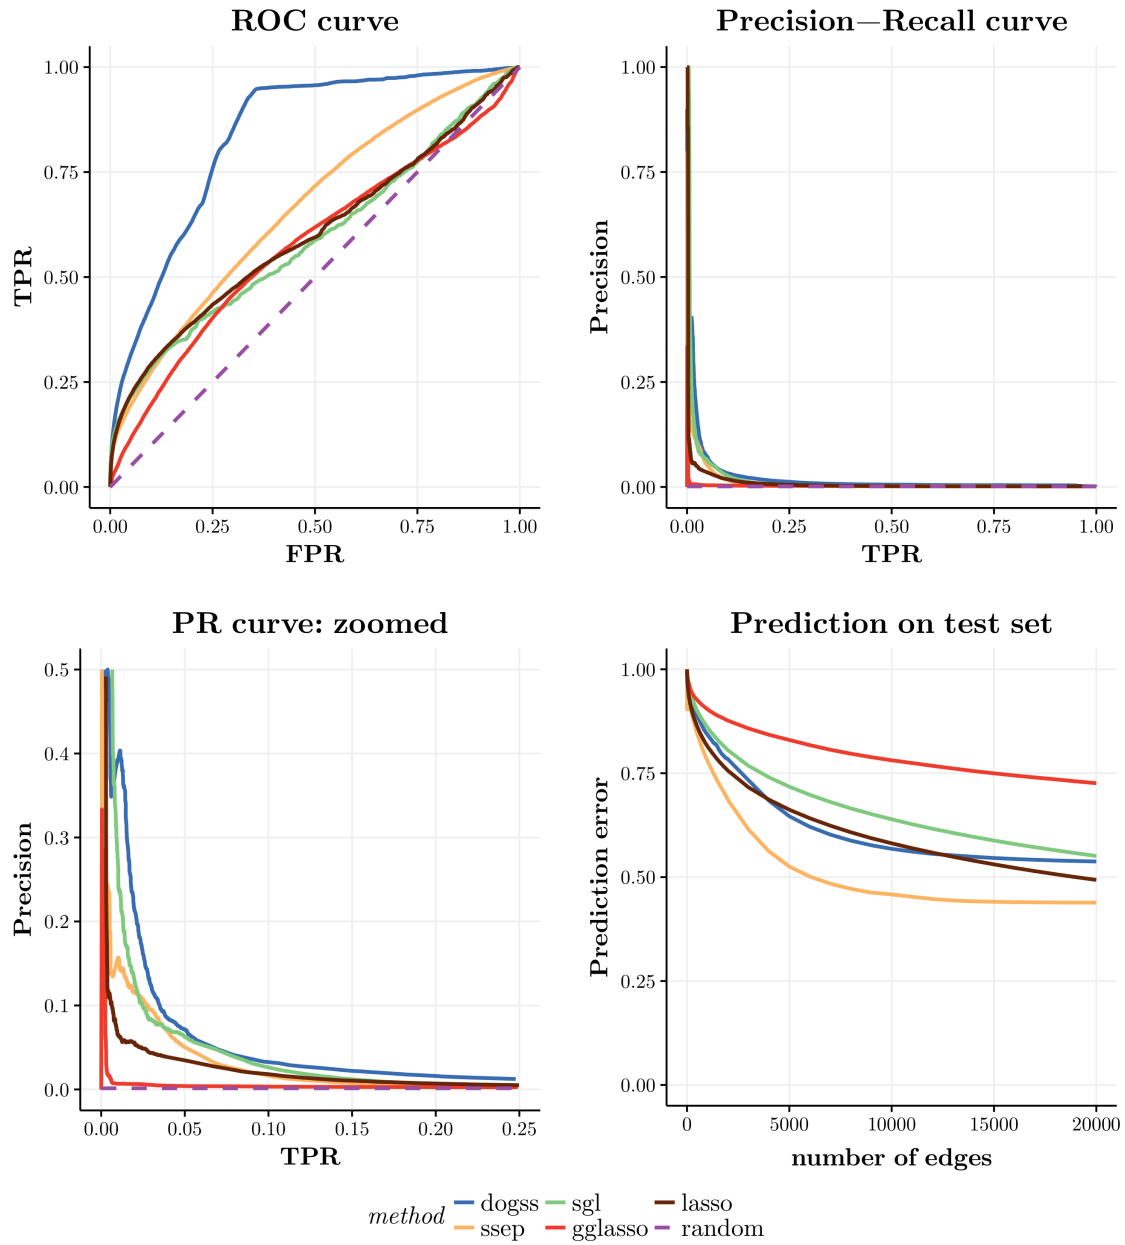 ROC curve
1.00
0.75
0.50
0.25
0.00
TPR
0.00 0.25 0.50 0.75 1.00
FPR
Precision−Recall curve
1.00
0.75
0.50
0.25
0.00
Precision
0.00 0.25 0.50 0.75 1.00
TPR
PR curve: zoomed
0.5
0.4
0.3
0.2
0.1
0.0
Precision
0.00 0.05 0.10 0.15 0.20 0.25
TPR
Prediction on test set
1.00
0.75
0.50
0.25
0.00
Prediction error
0 5000 10000 15000 20000
number of edges
method
dogss sgl lasso
ssep gglasso random